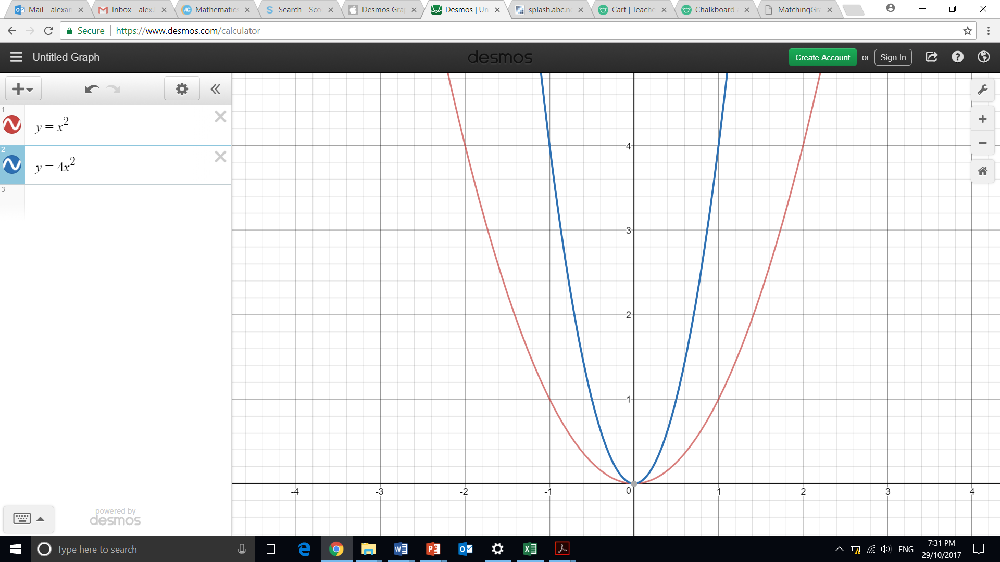 Mail - alexan
Inbox - alex.
Mathematics
Search - Sco
Desmos Gra
Desmos | Un
splash.abc.n
Cart | Teache
Chalkboard
MatchingGra
Secure
https://www.desmos.com/calculator
Untitled Graph
desmos
Create Account or Sign In
1
y = x^2
2
y = 4x^2
3
4
3
2
1
-4 -3 -2 -1 0 1 2 3 4
powered by
desmos
Type here to search
ENG
7:31 PM
29/10/2017